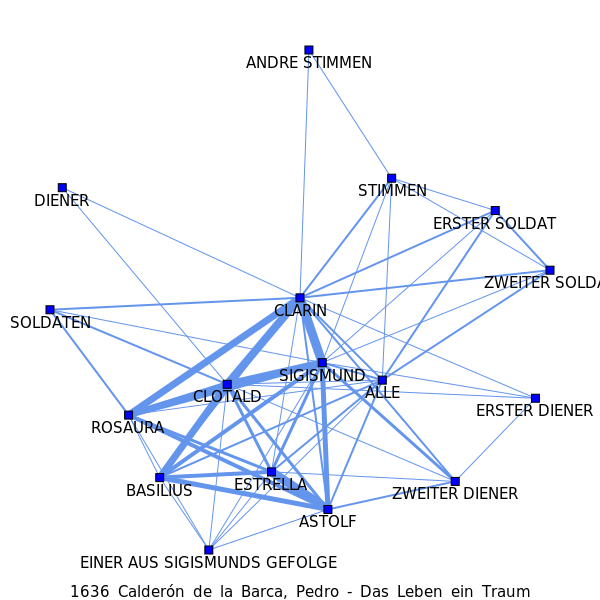 ANDRE STIMMEN
STIMMEN
DIENER
ERSTER SOLDAT
ZWEITER SOLDA
CLARIN
SOLDATEN
SIGISMUND
ALLE
CLOTALD
ERSTER DIENER
ROSAURA
ESTRELLA
BASILIUS
ZWEITER DIENER
ASTOLF
EINER AUS SIGISMUNDS GEFOLGE
1636 Calderón de la Barca, Pedro - Das Leben ein Traum